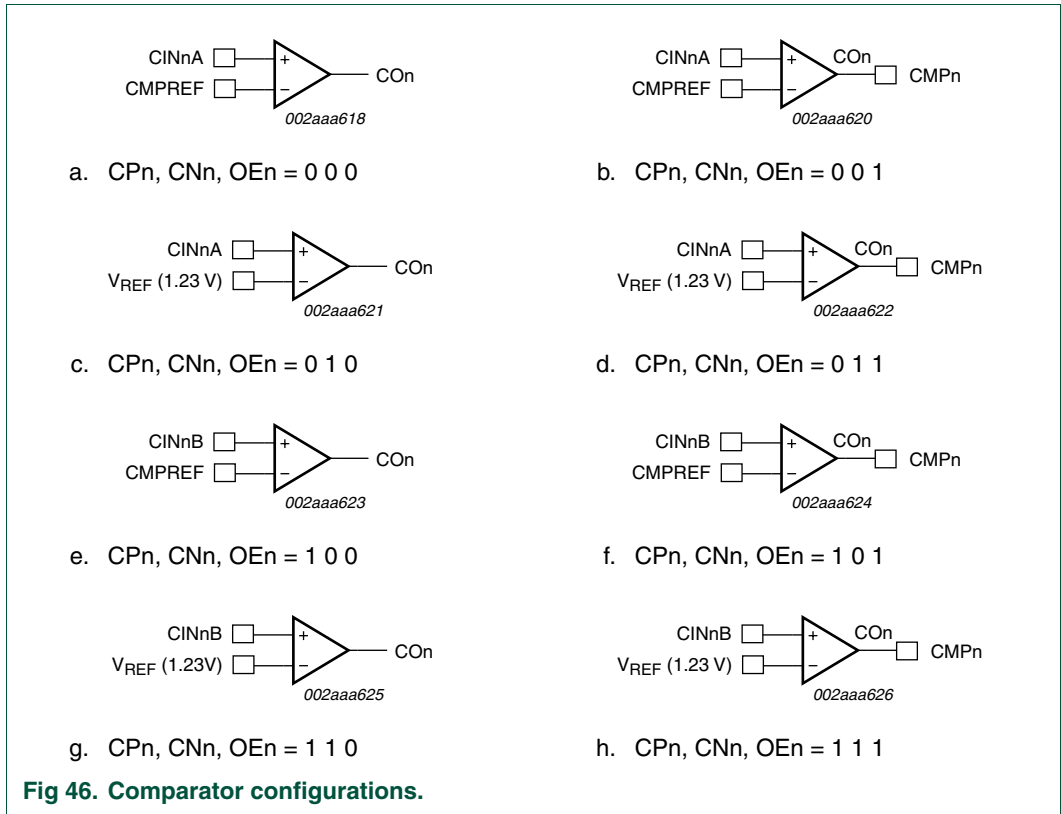 CINnA
CMPREF
+
−
COn
002aaa618
a. CPn, CNn, OEn = 0 0 0
CINnA
CMPREF
+
−
COn
CMPn
002aaa620
b. CPn, CNn, OEn = 0 0 1
CINnA
VREF (1.23 V)
+
−
COn
002aaa621
c. CPn, CNn, OEn = 0 1 0
CINnA
VREF (1.23 V)
+
−
COn
CMPn
002aaa622
d. CPn, CNn, OEn = 0 1 1
CINnB
CMPREF
+
−
COn
002aaa623
e. CPn, CNn, OEn = 1 0 0
CINnB
CMPREF
+
−
COn
CMPn
002aaa624
f. CPn, CNn, OEn = 1 0 1
CINnB
VREF (1.23V)
+
−
COn
002aaa625
g. CPn, CNn, OEn = 1 1 0
CINnB
VREF (1.23 V)
+
−
COn
CMPn
002aaa626
h. CPn, CNn, OEn = 1 1 1
Fig 46. Comparator configurations.